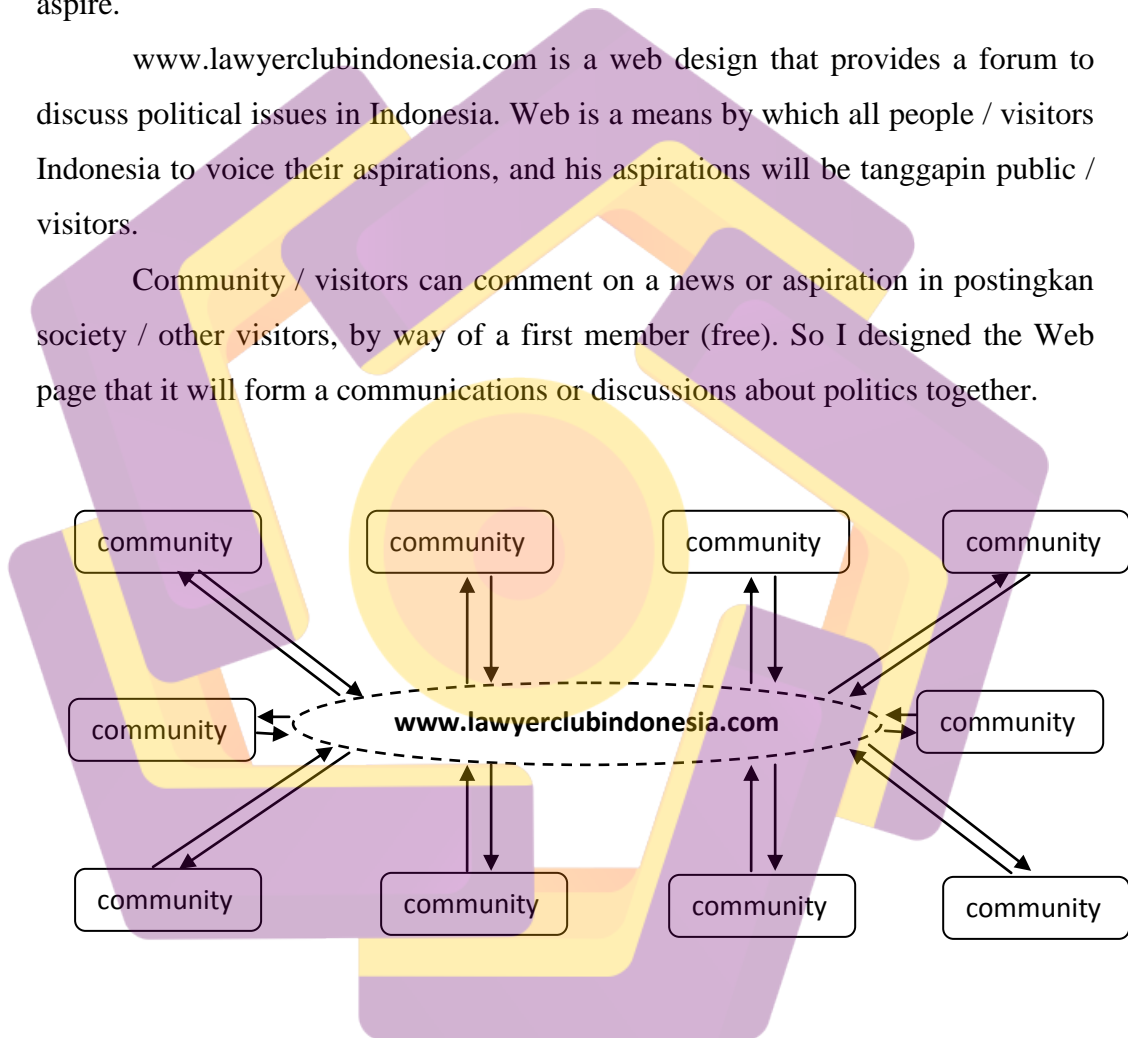 aspire.
www.lawyerclubindonesia.com is a web design that provides a forum to
discuss political issues in Indonesia. Web is a means by which all people / visitors
Indonesia to voice their aspirations, and his aspirations will be tanggapin public /
visitors.
Community / visitors can comment on a news or aspiration in postingkan
society / other visitors, by way of a first member (free). So I designed the Web
page that it will form a communications or discussions about politics together.
community
community
community
community
community
www.lawyerclubindonesia.com
community
community
community
community
community